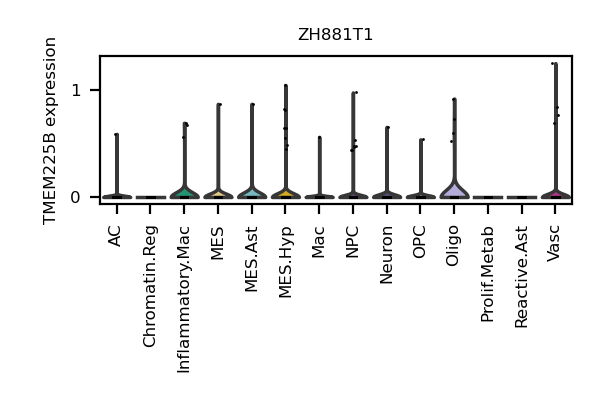 ZH881T1
TMEM225B expression
1
0
AC
Chromatin.Reg
Inflammatory.Mac
MES
MES.Ast
MES.Hyp
Mac
NPC
Neuron
OPC
Oligo
Prolif.Metab
Reactive.Ast
Vasc